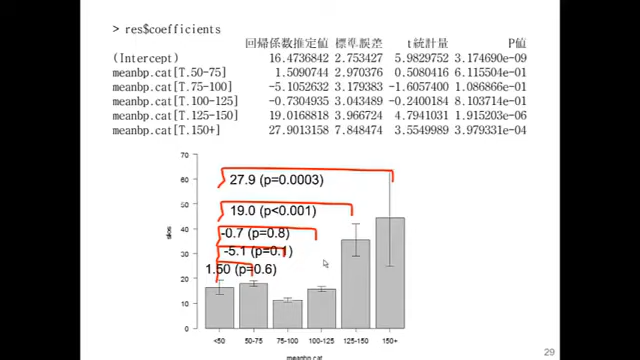 > res$coefficients
回帰係数推定値 標準誤差 t統計量 P値
(Intercept) 16.4736842 2.753427 5.9829752 3.174690e-09
meanbp.cat[T.50-75] 1.5090744 2.970376 0.5080416 6.115504e-01
meanbp.cat[T.75-100] -5.1052632 3.179383 -1.6057400 1.086866e-01
meanbp.cat[T.100-125] -0.7304935 3.043489 -0.2400184 8.103714e-01
meanbp.cat[T.125-150] 19.0168818 3.966724 4.7941031 1.915203e-06
meanbp.cat[T.150+] 27.9013158 7.848474 3.5549989 3.979331e-04
70
60
50
40
30
20
10
0
slos
27.9 (p=0.0003)
19.0 (p<0.001)
-0.7 (p=0.8)
-5.1 (p=0.1)
1.50 (p=0.6)
<50 50-75 75-100 100-125 125-150 150+
meanbp.cat
29